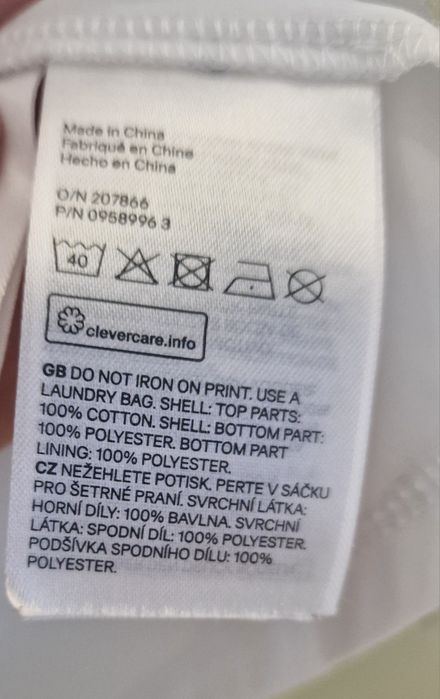 Made in China
Fabriqué en Chine
Hecho en China
O/N 207866
P/N 0958996 3
40
clevercare.info
GB DO NOT IRON ON PRINT. USE A
LAUNDRY BAG. SHELL: TOP PARTS:
100% COTTON. SHELL: BOTTOM PART:
100% POLYESTER. BOTTOM PART
LINING: 100% POLYESTER.
CZ NEŽEHLETE POTISK. PERTE V SÁČKU
PRO ŠETRNÉ PRANÍ. SVRCHNÍ LÁTKA:
HORNÍ DÍLY: 100% BAVLNA. SVRCHNÍ
LÁTKA: SPODNÍ DÍL: 100% POLYESTER.
PODŠÍVKA SPODNÍHO DÍLU: 100%
POLYESTER.